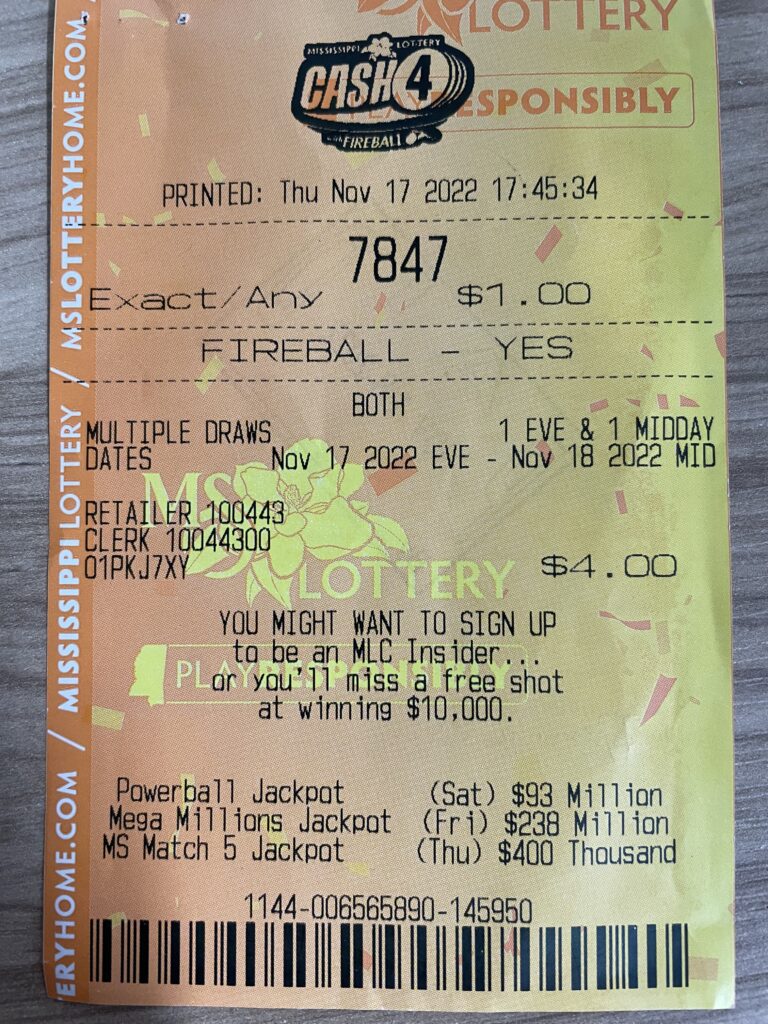 LOTTERY
MISSISSIPPI LOTTERY
CASH 4
FIREBALL
PLAY RESPONSIBLY
PRINTED: Thu Nov 17 2022 17:45:34
7847
Exact/Any $1.00
FIREBALL - YES
BOTH
MULTIPLE DRAWS 1 EVE & 1 MIDDAY
DATES Nov 17 2022 EVE - Nov 18 2022 MID
MS
RETAILER 100443
CLERK 10044300
01PKJ7XY $4.00
LOTTERY
YOU MIGHT WANT TO SIGN UP
to be an MLC Insider...
PLAY RESPONSIBLY
or you'll miss a free shot
at winning $10,000.
Powerball Jackpot (Sat) $93 Million
Mega Millions Jackpot (Fri) $238 Million
MS Match 5 Jackpot (Thu) $400 Thousand
1144-006565890-145950
ERYHOME.COM / MISSISSIPPI LOTTERY / MSLOTTERYHOME.COM /